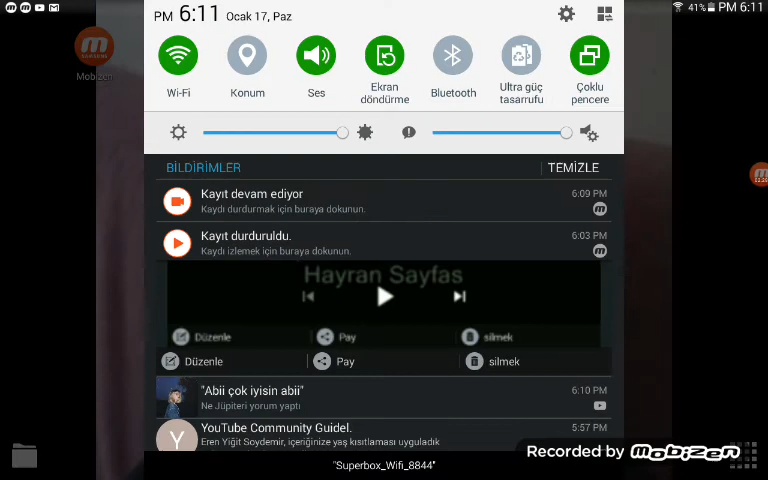 PM 6:11 Ocak 17, Paz
41% PM 6:11
Mobizen
Wi-Fi
Konum
Ses
Ekran döndürme
Bluetooth
Ultra güç tasarrufu
Çoklu pencere
BİLDİRİMLER
TEMİZLE
Kayıt devam ediyor
6:09 PM
Kaydı durdurmak için buraya dokunun.
Kayıt durduruldu.
6:03 PM
Kaydı izlemek için buraya dokunun.
Hayran Sayfas
Düzenle
Pay
silmek
Düzenle
Pay
silmek
"Abii çok iyisin abii"
6:10 PM
Ne Jüpiteri yorum yaptı
Y
YouTube Community Guidel.
5:57 PM
Eren Yiğit Soydemir, içeriğinize yaş kısıtlaması uyguladık
Recorded by Mobizen
"Superbox_Wifi_8844"